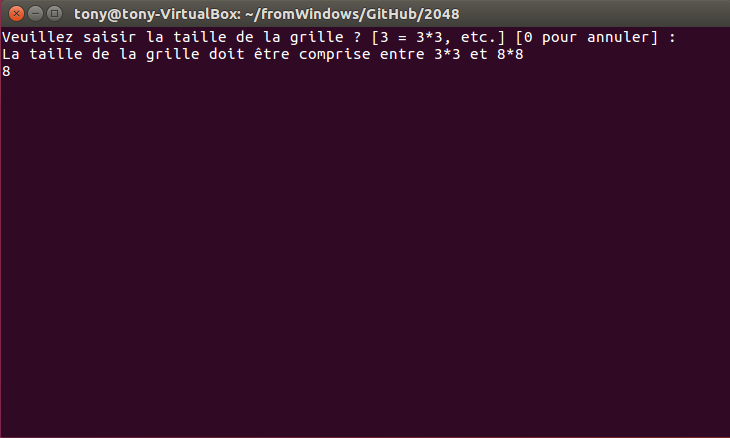 tony@tony-VirtualBox: ~/fromWindows/GitHub/2048
Veuillez saisir la taille de la grille ? [3 = 3*3, etc.] [0 pour annuler] :
La taille de la grille doit être comprise entre 3*3 et 8*8
8